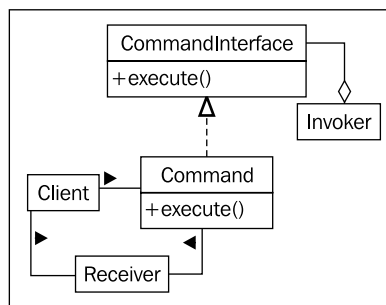 CommandInterface
+execute()
Invoker
Command
+execute()
Client
Receiver